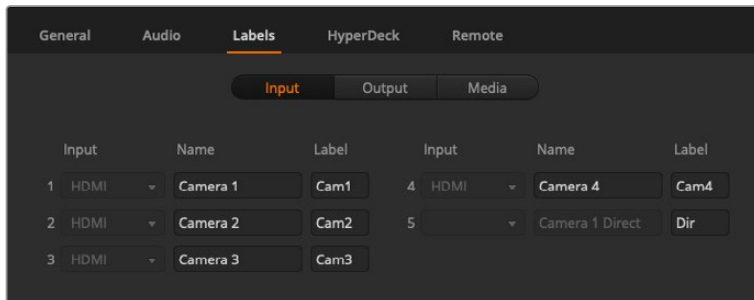 General Audio Labels HyperDeck Remote
Input Output Media
Input Name Label Input Name Label
1 HDMI Camera 1 Cam1 4 HDMI Camera 4 Cam4
2 HDMI Camera 2 Cam2 5 Camera 1 Direct Dir
3 HDMI Camera 3 Cam3